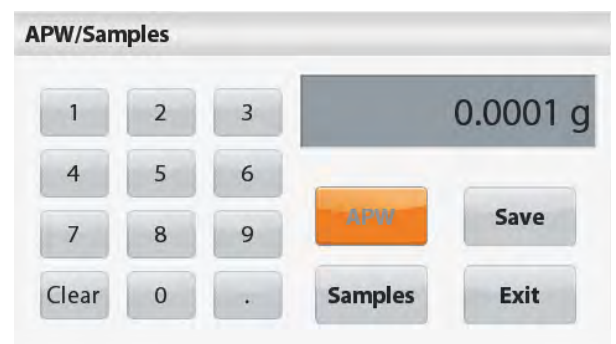 APW/Samples
1 2 3
0.0001 g
4 5 6
APW Save
7 8 9
Clear 0 .
Samples Exit